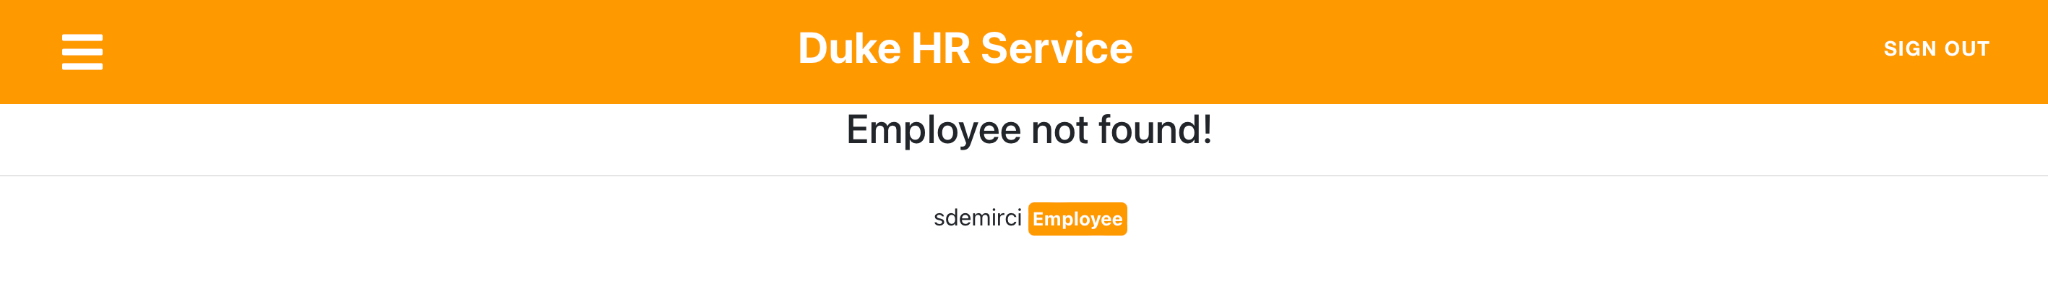 Duke HR Service
SIGN OUT
Employee not found!
sdemirci Employee